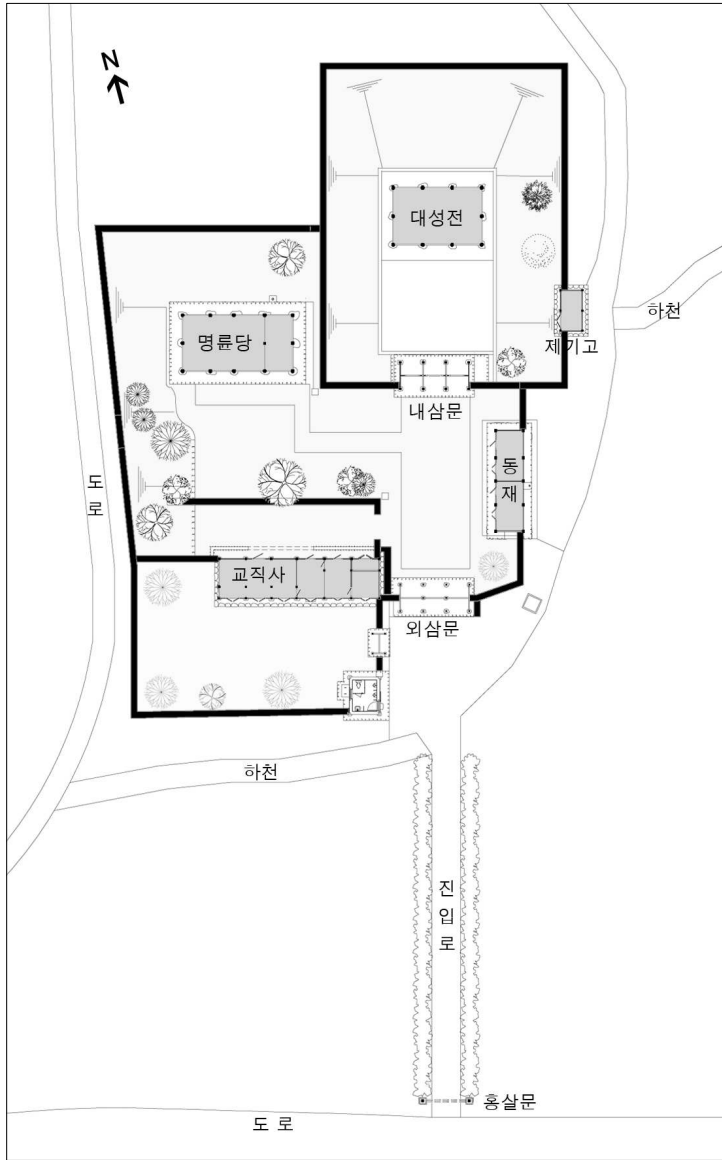 N
대성전
명륜당
하천
제기고
내삼문
동
재
도
로
교직사
외삼문
하천
진
입
로
홍살문
도 로